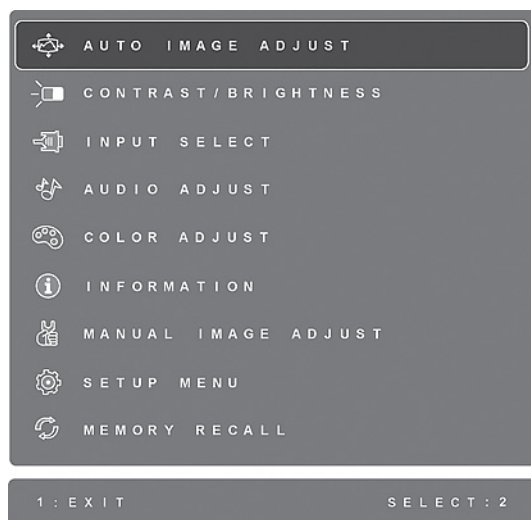 AUTO IMAGE ADJUST
CONTRAST/BRIGHTNESS
INPUT SELECT
AUDIO ADJUST
COLOR ADJUST
INFORMATION
MANUAL IMAGE ADJUST
SETUP MENU
MEMORY RECALL
1:EXIT SELECT:2